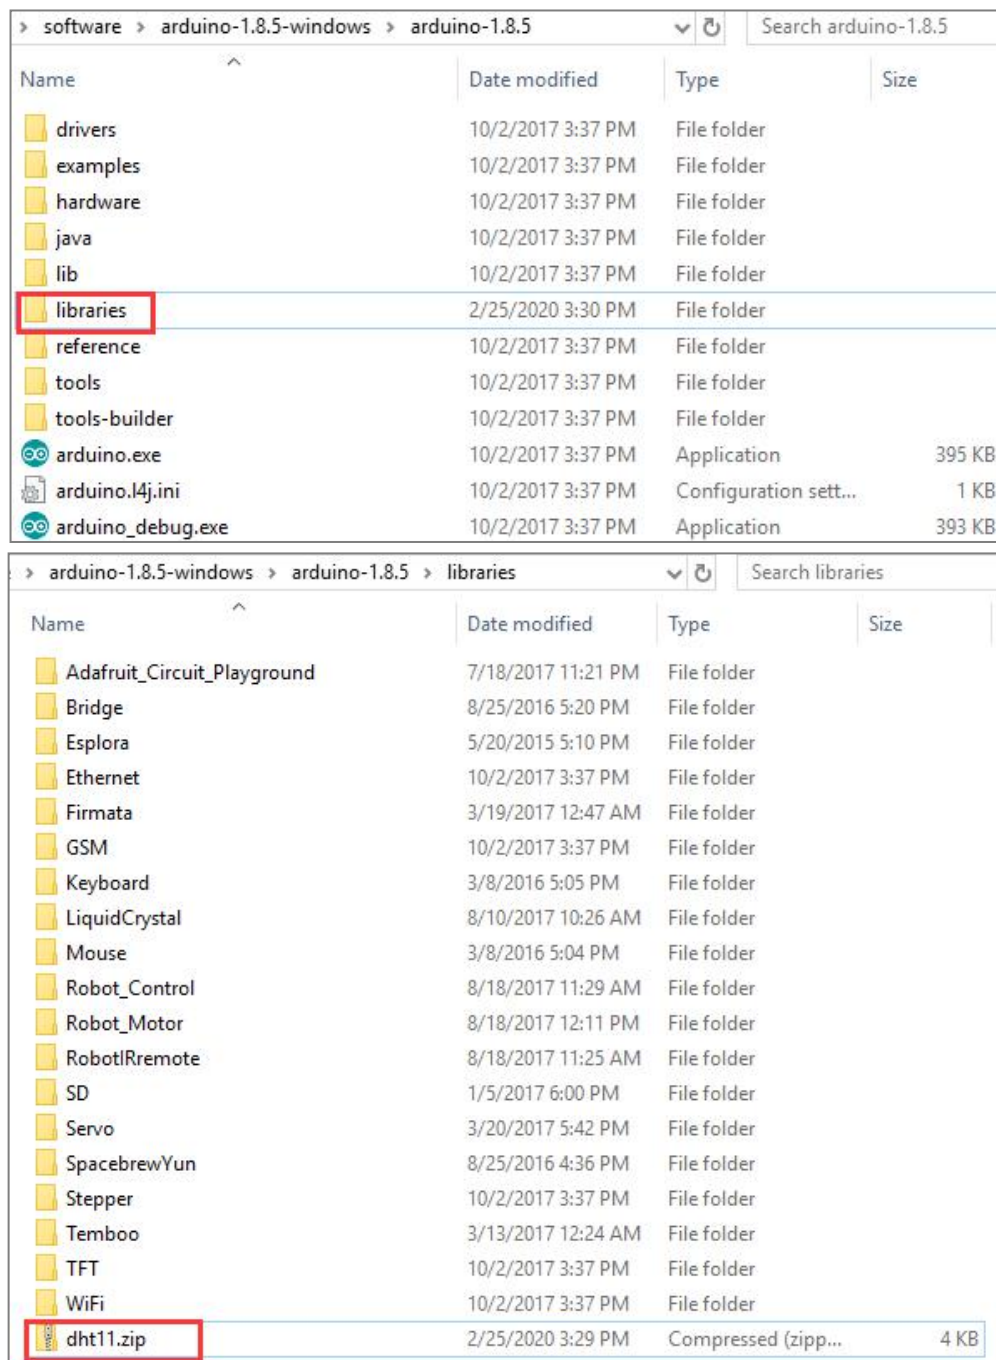 > software > arduino-1.8.5-windows > arduino-1.8.5 Search arduino-1.8.5
Name Date modified Type Size
drivers 10/2/2017 3:37 PM File folder
examples 10/2/2017 3:37 PM File folder
hardware 10/2/2017 3:37 PM File folder
java 10/2/2017 3:37 PM File folder
lib 10/2/2017 3:37 PM File folder
libraries 2/25/2020 3:30 PM File folder
reference 10/2/2017 3:37 PM File folder
tools 10/2/2017 3:37 PM File folder
tools-builder 10/2/2017 3:37 PM File folder
arduino.exe 10/2/2017 3:37 PM Application 395 KB
arduino.l4j.ini 10/2/2017 3:37 PM Configuration sett... 1 KB
arduino_debug.exe 10/2/2017 3:37 PM Application 393 KB
> arduino-1.8.5-windows > arduino-1.8.5 > libraries Search libraries
Name Date modified Type Size
Adafruit_Circuit_Playground 7/18/2017 11:21 PM File folder
Bridge 8/25/2016 5:20 PM File folder
Esplora 5/20/2015 5:10 PM File folder
Ethernet 10/2/2017 3:37 PM File folder
Firmata 3/19/2017 12:47 AM File folder
GSM 10/2/2017 3:37 PM File folder
Keyboard 3/8/2016 5:05 PM File folder
LiquidCrystal 8/10/2017 10:26 AM File folder
Mouse 3/8/2016 5:04 PM File folder
Robot_Control 8/18/2017 11:29 AM File folder
Robot_Motor 8/18/2017 12:11 PM File folder
RobotIRremote 8/18/2017 11:25 AM File folder
SD 1/5/2017 6:00 PM File folder
Servo 3/20/2017 5:42 PM File folder
SpacebrewYun 8/25/2016 4:36 PM File folder
Stepper 10/2/2017 3:37 PM File folder
Temboo 3/13/2017 12:24 AM File folder
TFT 10/2/2017 3:37 PM File folder
WiFi 10/2/2017 3:37 PM File folder
dht11.zip 2/25/2020 3:29 PM Compressed (zipp... 4 KB